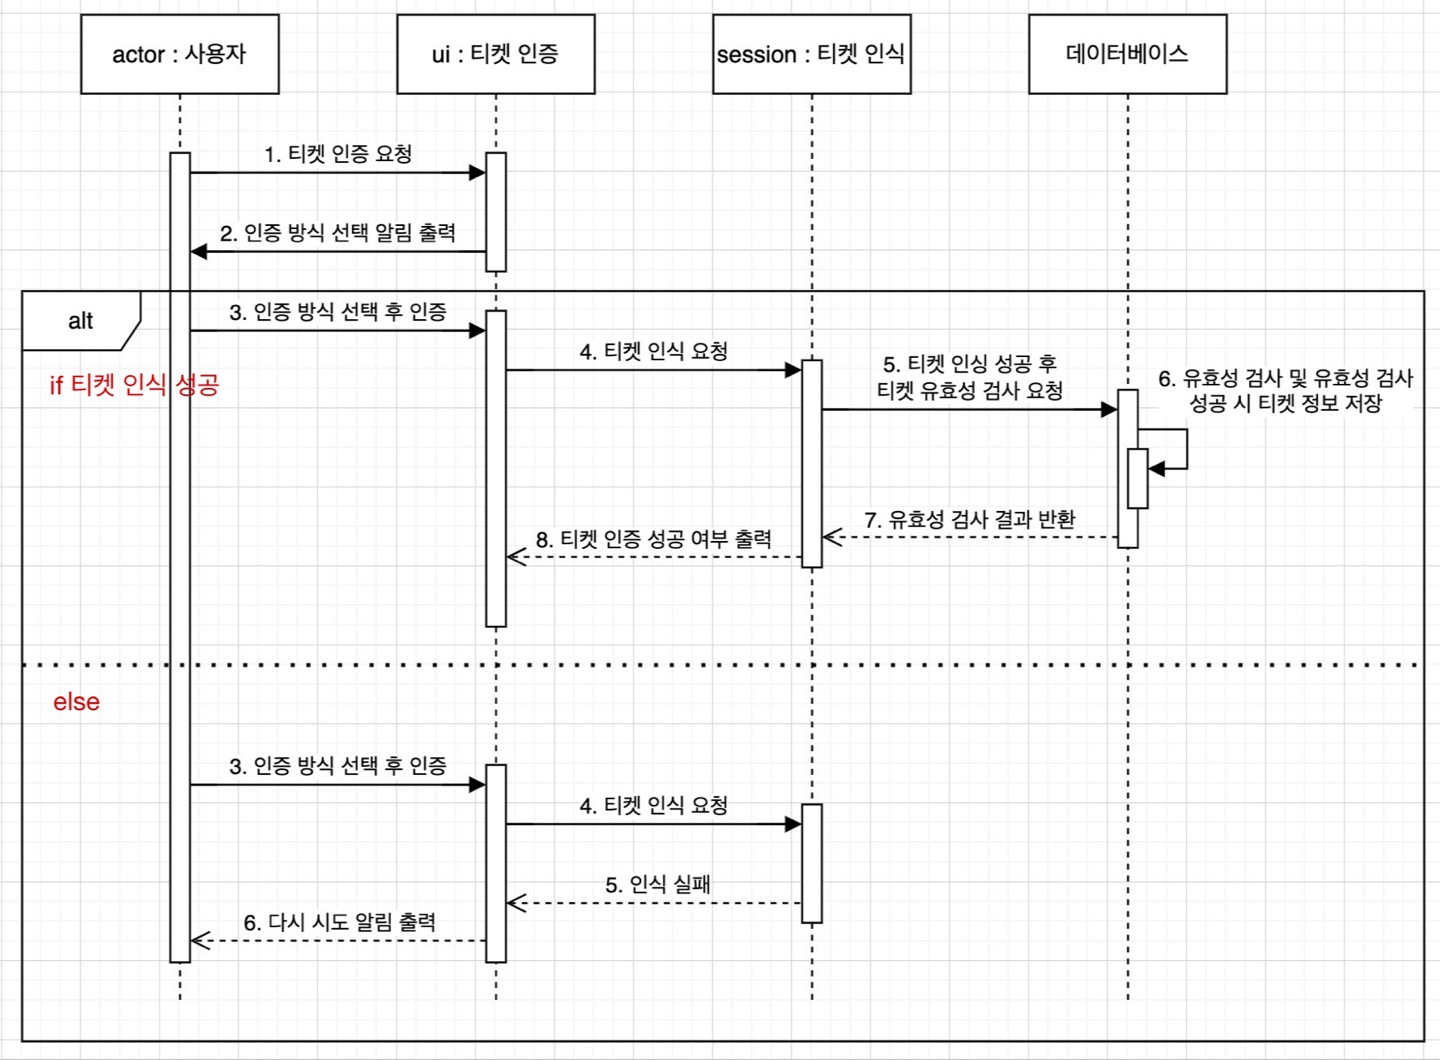 actor : 사용자
ui : 티켓 인증
session : 티켓 인식
데이터베이스
1. 티켓 인증 요청
2. 인증 방식 선택 알림 출력
alt
3. 인증 방식 선택 후 인증
if 티켓 인식 성공
4. 티켓 인식 요청
5. 티켓 인싱 성공 후
티켓 유효성 검사 요청
6. 유효성 검사 및 유효성 검사
성공 시 티켓 정보 저장
7. 유효성 검사 결과 반환
8. 티켓 인증 성공 여부 출력
else
3. 인증 방식 선택 후 인증
4. 티켓 인식 요청
5. 인식 실패
6. 다시 시도 알림 출력